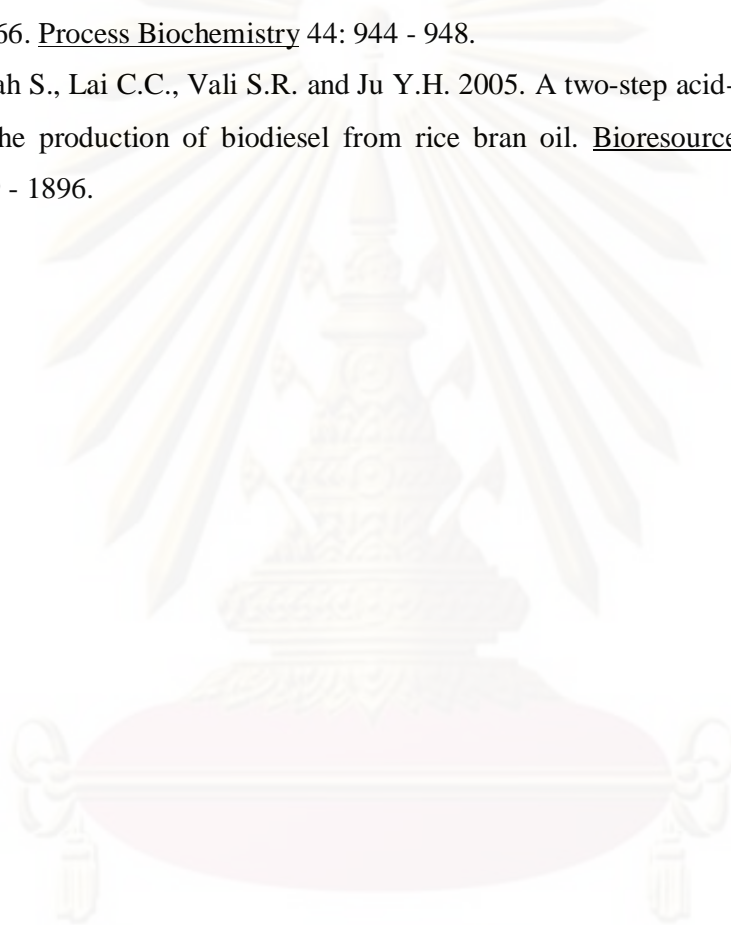 66. Process Biochemistry 44: 944 - 948.
ah S., Lai C.C., Vali S.R. and Ju Y.H. 2005. A two-step acid-
he production of biodiesel from rice bran oil. Bioresource
- 1896.